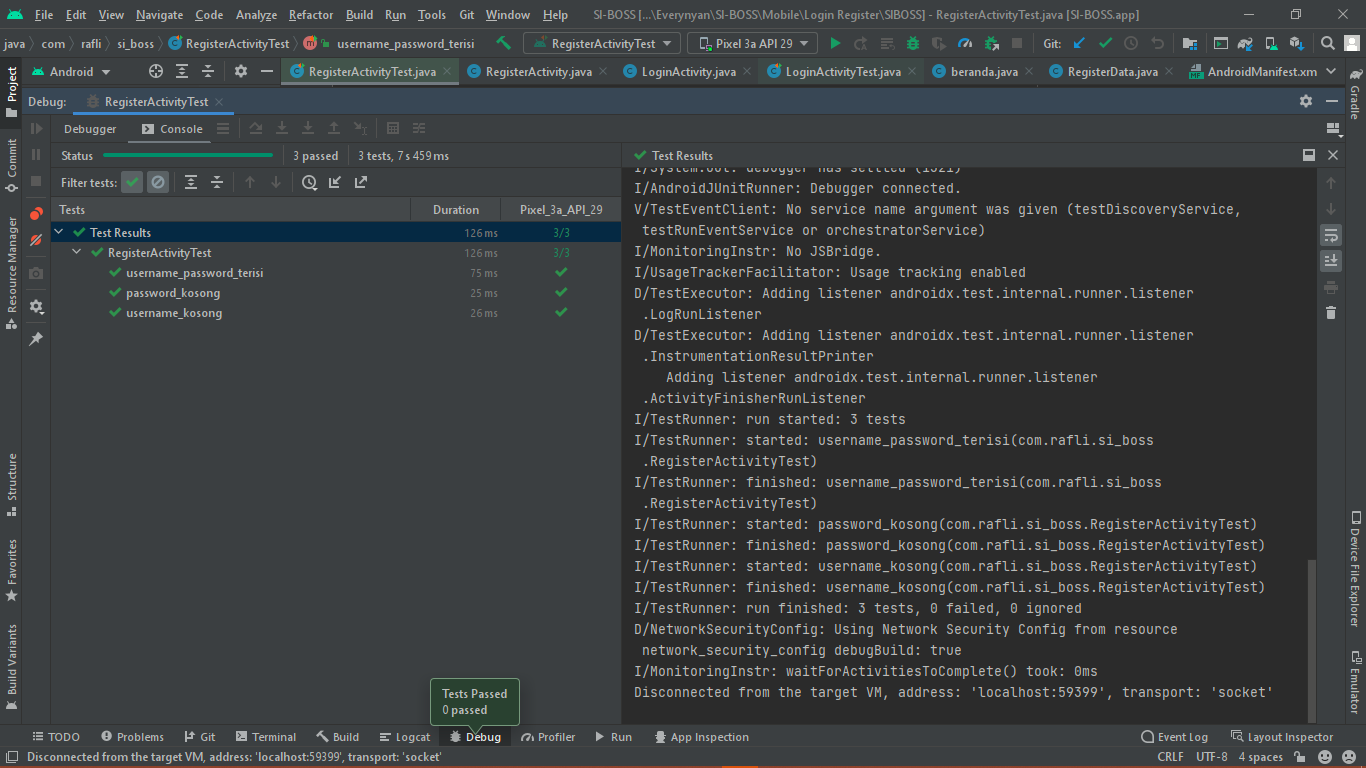 File Edit View Navigate Code Analyze Refactor Build Run Tools Git Window Help SI-BOSS [...\Everynyan\SI-BOSS\Mobile\Login Register\SIBOSS] - RegisterActivityTest.java [SI-BOSS.app]
java com rafli si_boss RegisterActivityTest username_password_terisi RegisterActivityTest Pixel 3a API 29 Git:
Android RegisterActivityTest.java RegisterActivity.java LoginActivity.java LoginActivityTest.java beranda.java RegisterData.java AndroidManifest.xm
Debug: RegisterActivityTest
Debugger Console
Status 3 passed 3 tests, 7 s 459 ms
Filter tests:
Tests Duration Pixel_3a_API_29
Test Results 126 ms 3/3
RegisterActivityTest 126 ms 3/3
username_password_terisi 75 ms
password_kosong 25 ms
username_kosong 26 ms
Test Results
I/System.out: debugger has settled (1321)
I/AndroidJUnitRunner: Debugger connected.
V/TestEventClient: No service name argument was given (testDiscoveryService,
testRunEventService or orchestratorService)
I/MonitoringInstr: No JSBridge.
I/UsageTrackerFacilitator: Usage tracking enabled
D/TestExecutor: Adding listener androidx.test.internal.runner.listener
.LogRunListener
D/TestExecutor: Adding listener androidx.test.internal.runner.listener
.InstrumentationResultPrinter
Adding listener androidx.test.internal.runner.listener
.ActivityFinisherRunListener
I/TestRunner: run started: 3 tests
I/TestRunner: started: username_password_terisi(com.rafli.si_boss
.RegisterActivityTest)
I/TestRunner: finished: username_password_terisi(com.rafli.si_boss
.RegisterActivityTest)
I/TestRunner: started: password_kosong(com.rafli.si_boss.RegisterActivityTest)
I/TestRunner: finished: password_kosong(com.rafli.si_boss.RegisterActivityTest)
I/TestRunner: started: username_kosong(com.rafli.si_boss.RegisterActivityTest)
I/TestRunner: finished: username_kosong(com.rafli.si_boss.RegisterActivityTest)
I/TestRunner: run finished: 3 tests, 0 failed, 0 ignored
D/NetworkSecurityConfig: Using Network Security Config from resource
network_security_config debugBuild: true
I/MonitoringInstr: waitForActivitiesToComplete() took: 0ms
Disconnected from the target VM, address: 'localhost:59399', transport: 'socket'
Project
Commit
Resource Manager
Structure
Favorites
Build Variants
Gradle
Device File Explorer
Emulator
Tests Passed
0 passed
TODO Problems Git Terminal Build Logcat Debug Profiler Run App Inspection Event Log Layout Inspector
Disconnected from the target VM, address: 'localhost:59399', transport: 'socket' CRLF UTF-8 4 spaces